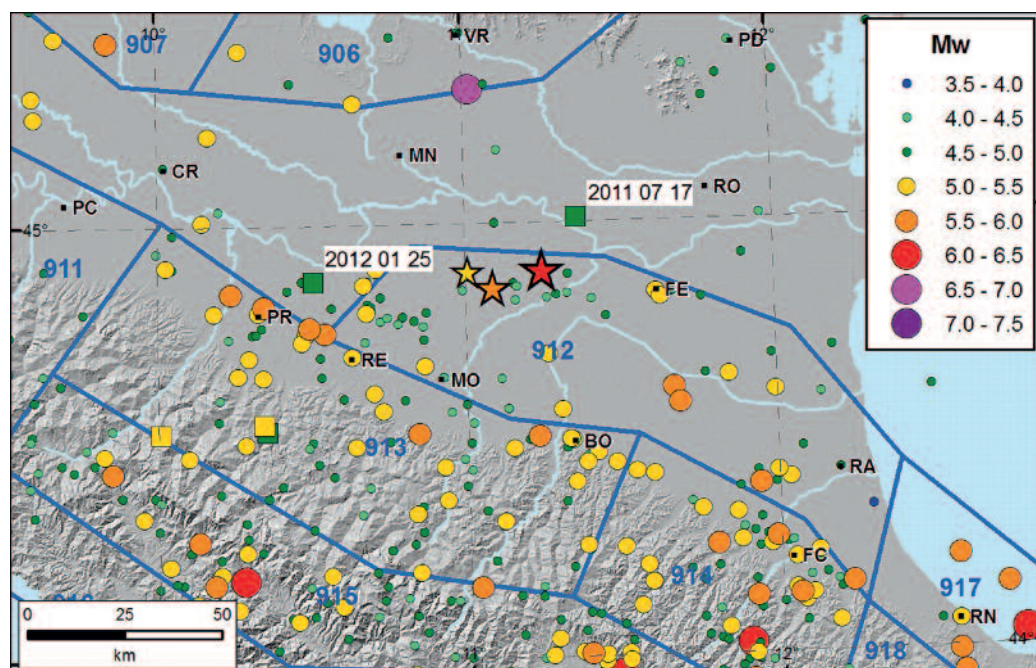 10°
907
906
11°
VR
12°
PD
Mw
3.5 - 4.0
4.0 - 4.5
4.5 - 5.0
5.0 - 5.5
5.5 - 6.0
6.0 - 6.5
6.5 - 7.0
7.0 - 7.5
MN
CR
RO
PC
2011 07 17
45°
2012 01 25
911
FE
PR
912
RE
MO
913
BO
RA
FC
914
917
RN
915
44°
918
0 25 50
km
11°
12°